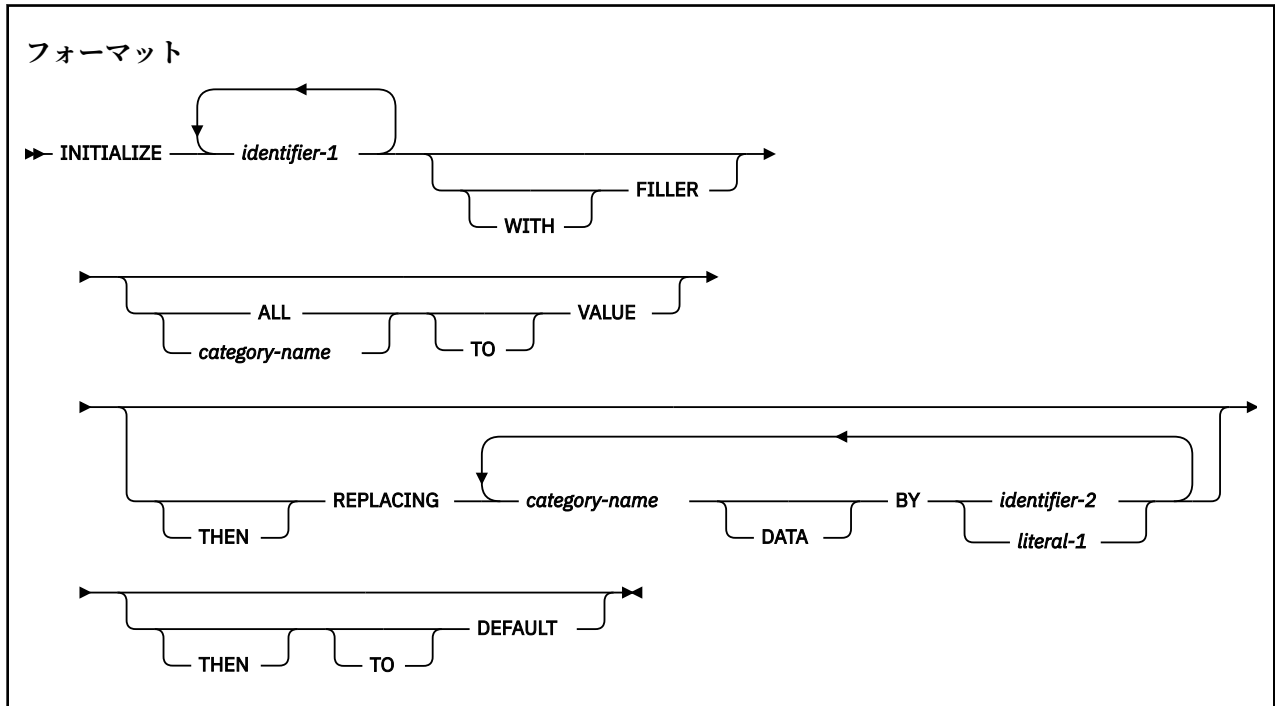 フォーマット
INITIALIZE identifier-1
FILLER
WITH
ALL VALUE
category-name TO
REPLACING category-name BY identifier-2
THEN DATA literal-1
DEFAULT
THEN TO